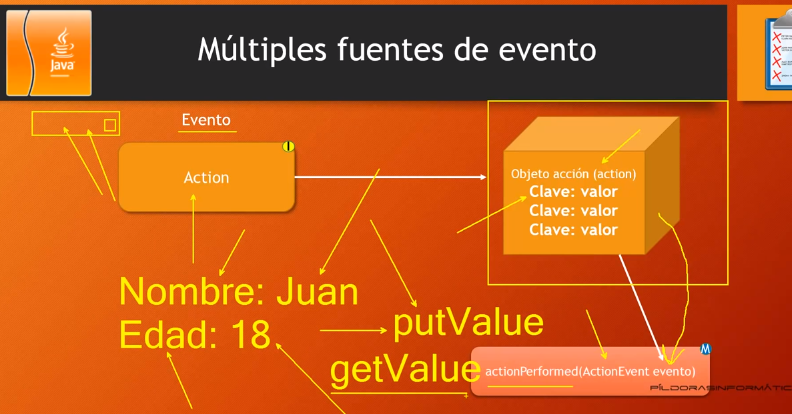 Java
Múltiples fuentes de evento
Evento
Action
Objeto acción (action)
Clave: valor
Clave: valor
Clave: valor
Nombre: Juan
Edad: 18
putValue
getValue
M
actionPerformed(ActionEvent evento)
PÍLDORASINFORMÁTIC